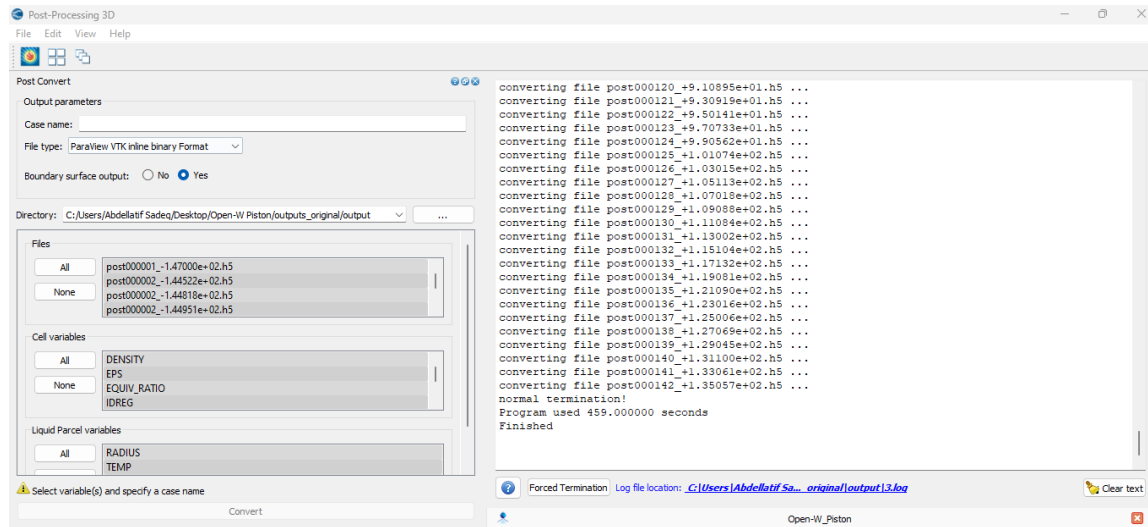 Post-Processing 3D
File Edit View Help
Post Convert
Output parameters
Case name:
File type: ParaView VTK inline binary Format
Boundary surface output: No Yes
Directory: C:/Users/Abdellatif Sadeq/Desktop/Open-W Piston/outputs_original/output ...
Files
All
None
post000001_-1.47000e+02.h5
post000002_-1.44522e+02.h5
post000002_-1.44818e+02.h5
post000002_-1.44951e+02.h5
Cell variables
All
None
DENSITY
EPS
EQUIV_RATIO
IDREG
Liquid Parcel variables
All
RADIUS
TEMP
Select variable(s) and specify a case name
Convert
converting file post000120_+9.10895e+01.h5 ...
converting file post000121_+9.30919e+01.h5 ...
converting file post000122_+9.50141e+01.h5 ...
converting file post000123_+9.70733e+01.h5 ...
converting file post000124_+9.90562e+01.h5 ...
converting file post000125_+1.01074e+02.h5 ...
converting file post000126_+1.03015e+02.h5 ...
converting file post000127_+1.05113e+02.h5 ...
converting file post000128_+1.07018e+02.h5 ...
converting file post000129_+1.09088e+02.h5 ...
converting file post000130_+1.11084e+02.h5 ...
converting file post000131_+1.13002e+02.h5 ...
converting file post000132_+1.15104e+02.h5 ...
converting file post000133_+1.17132e+02.h5 ...
converting file post000134_+1.19081e+02.h5 ...
converting file post000135_+1.21090e+02.h5 ...
converting file post000136_+1.23016e+02.h5 ...
converting file post000137_+1.25006e+02.h5 ...
converting file post000138_+1.27069e+02.h5 ...
converting file post000139_+1.29045e+02.h5 ...
converting file post000140_+1.31100e+02.h5 ...
converting file post000141_+1.33061e+02.h5 ...
converting file post000142_+1.35057e+02.h5 ...
normal termination!
Program used 459.000000 seconds
Finished
Forced Termination Log file location: C:\Users\Abdellatif Sa... original\output\3.log Clear text
Open-W_Piston